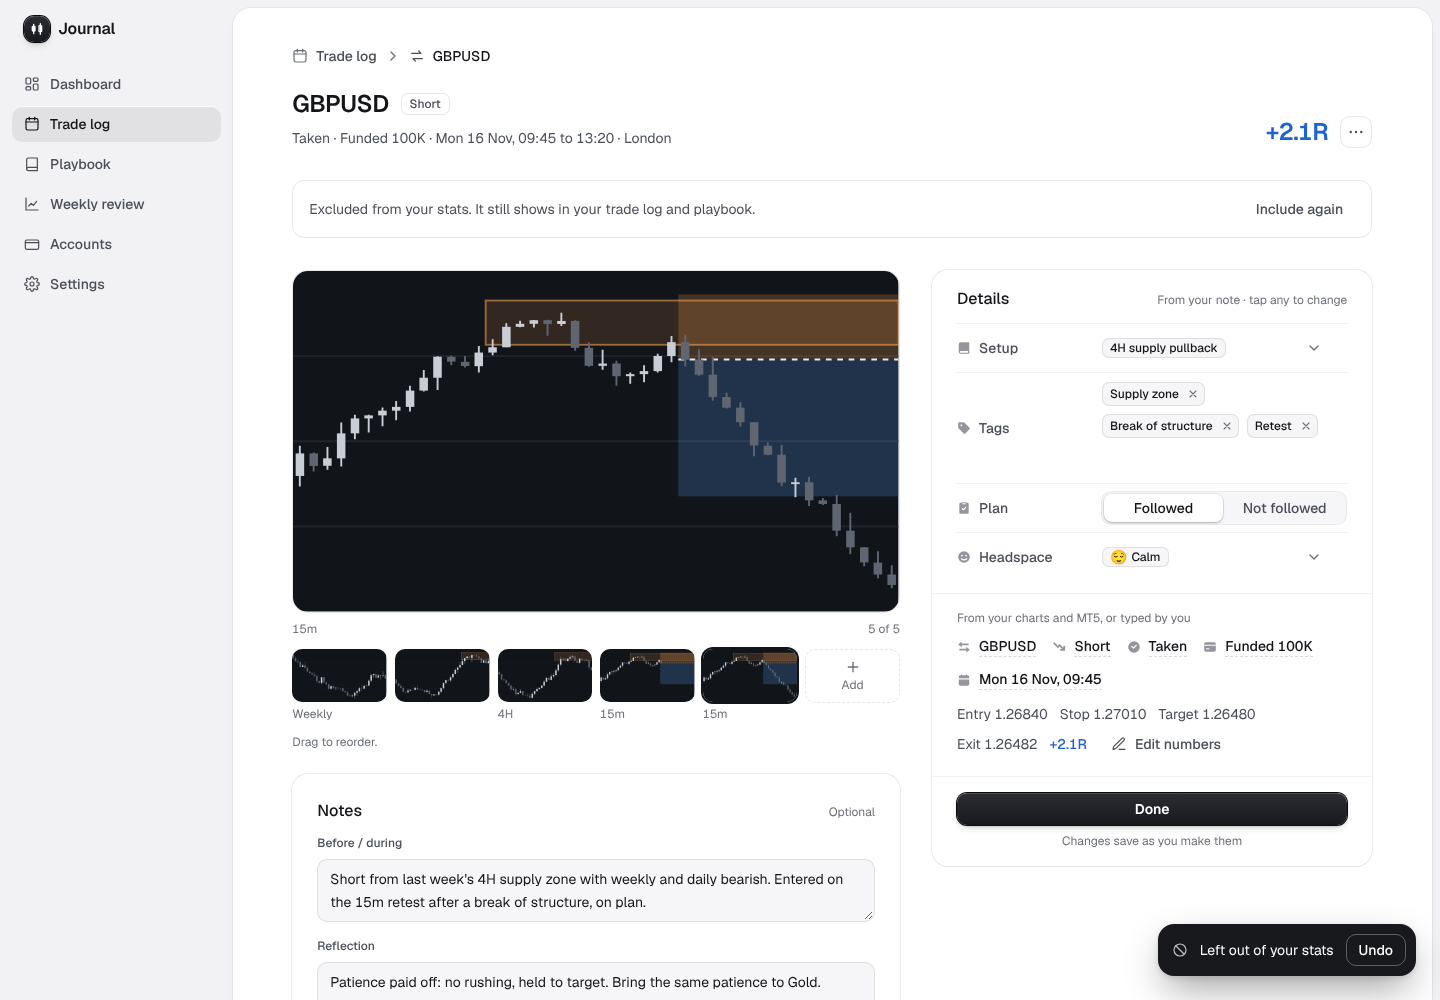 Journal
Dashboard
Trade log
Playbook
Weekly review
Accounts
Settings
Trade log
GBPUSD
GBPUSD
Short
Taken · Funded 100K · Mon 16 Nov, 09:45 to 13:20 · London
+2.1R
Excluded from your stats. It still shows in your trade log and playbook.
Include again
15m
5 of 5
Add
Weekly
4H
15m
15m
Drag to reorder.
Notes
Optional
Before / during
Short from last week's 4H supply zone with weekly and daily bearish. Entered on
the 15m retest after a break of structure, on plan.
Reflection
Patience paid off: no rushing, held to target. Bring the same patience to Gold.
Details
From your note · tap any to change
Setup
4H supply pullback
Tags
Supply zone
Break of structure
Retest
Plan
Followed
Not followed
Headspace
Calm
From your charts and MT5, or typed by you
GBPUSD
Short
Taken
Funded 100K
Mon 16 Nov, 09:45
Entry 1.26840 Stop 1.27010 Target 1.26480
Exit 1.26482 +2.1R Edit numbers
Done
Changes save as you make them
Left out of your stats
Undo